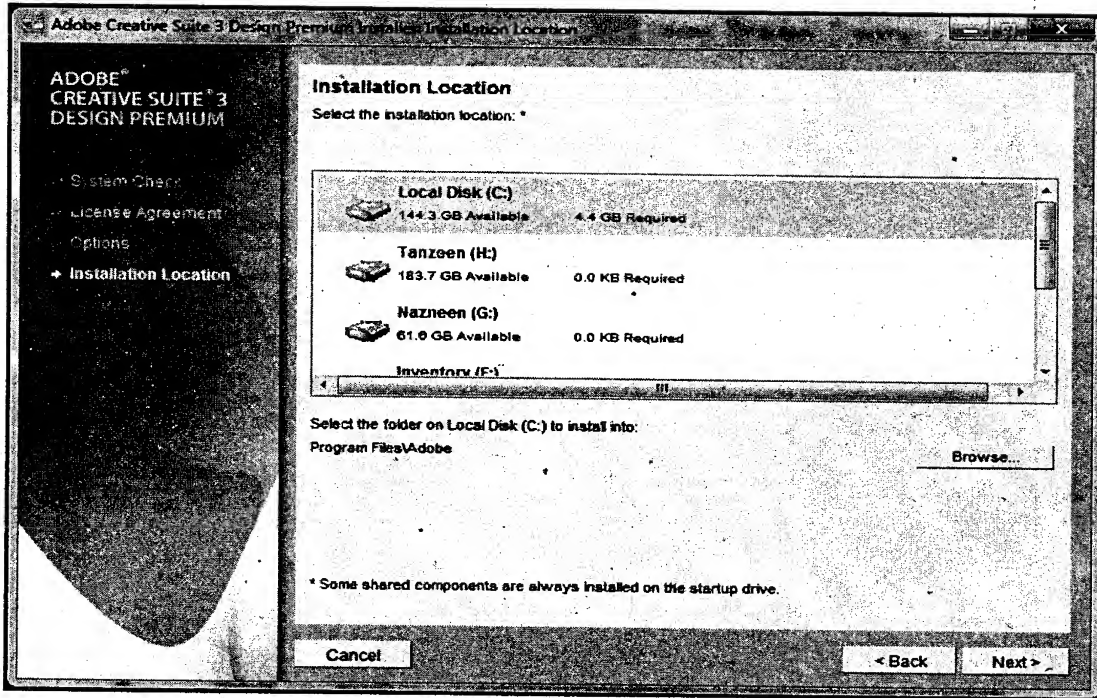 Adobe Creative Suite 3 Design Premium Installer: Installation Location
ADOBE®
CREATIVE SUITE® 3
DESIGN PREMIUM
System Check
License Agreement
Options
Installation Location
Installation Location
Select the installation location: *
Local Disk (C:)
144.3 GB Available 4.4 GB Required
Tanzeen (H:)
183.7 GB Available 0.0 KB Required
Nazneen (G:)
61.6 GB Available 0.0 KB Required
Inventory (F:)
Select the folder on Local Disk (C:) to install into:
Program Files\Adobe
Browse...
* Some shared components are always installed on the startup drive.
Cancel
< Back
Next >